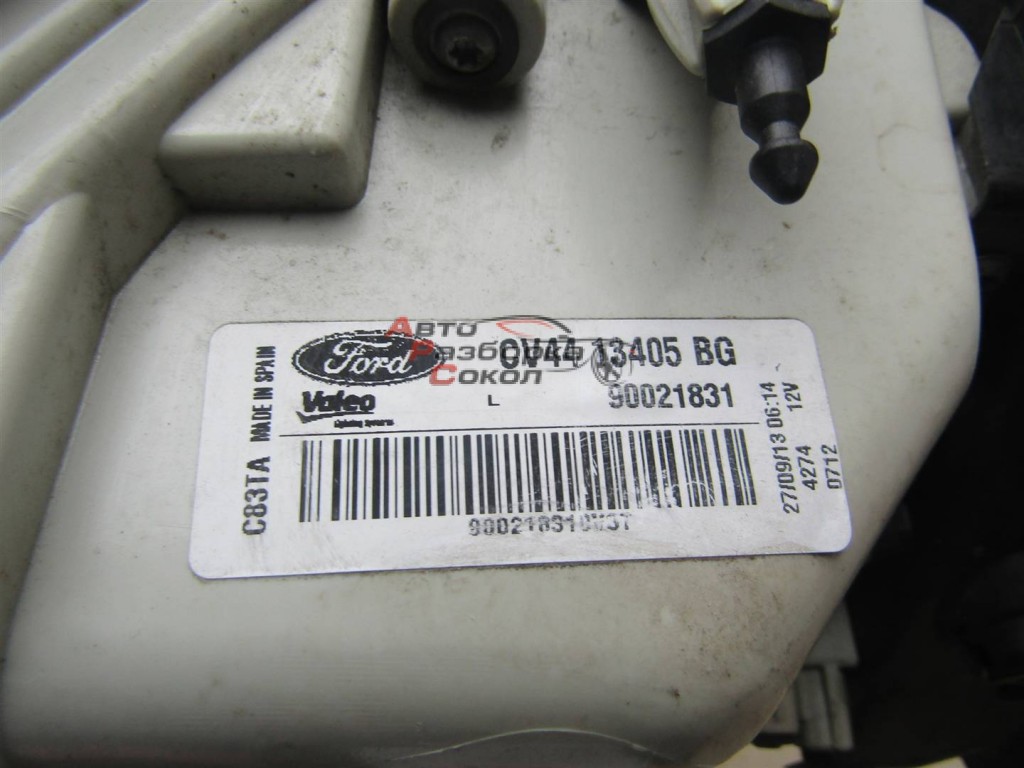 Ford
CV44 13405 BG
Valeo
L
90021831
C83TA MADE IN SPAIN
27/09/13 06:14
4274 12V
0712
Авто
Разборка
Сокол